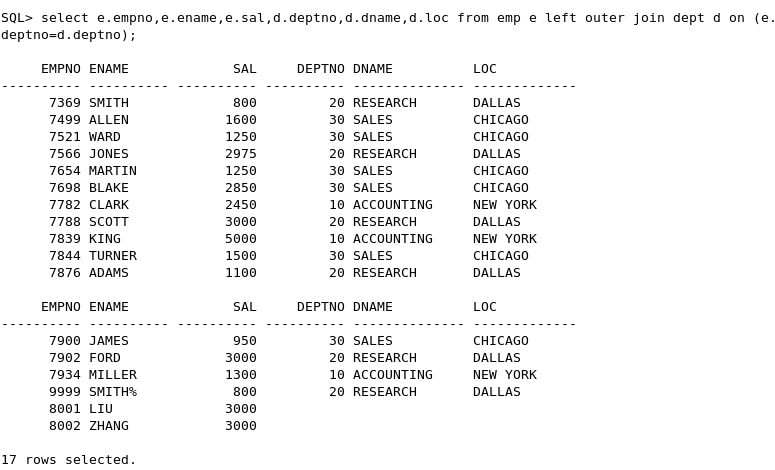 SQL> select e.empno,e.ename,e.sal,d.deptno,d.dname,d.loc from emp e left outer join dept d on (e.
deptno=d.deptno);

     EMPNO ENAME             SAL     DEPTNO DNAME          LOC
---------- ---------- ---------- ---------- -------------- -------------
      7369 SMITH             800         20 RESEARCH       DALLAS
      7499 ALLEN            1600         30 SALES          CHICAGO
      7521 WARD             1250         30 SALES          CHICAGO
      7566 JONES            2975         20 RESEARCH       DALLAS
      7654 MARTIN           1250         30 SALES          CHICAGO
      7698 BLAKE            2850         30 SALES          CHICAGO
      7782 CLARK            2450         10 ACCOUNTING     NEW YORK
      7788 SCOTT            3000         20 RESEARCH       DALLAS
      7839 KING             5000         10 ACCOUNTING     NEW YORK
      7844 TURNER           1500         30 SALES          CHICAGO
      7876 ADAMS            1100         20 RESEARCH       DALLAS

     EMPNO ENAME             SAL     DEPTNO DNAME          LOC
---------- ---------- ---------- ---------- -------------- -------------
      7900 JAMES             950         30 SALES          CHICAGO
      7902 FORD             3000         20 RESEARCH       DALLAS
      7934 MILLER           1300         10 ACCOUNTING     NEW YORK
      9999 SMITH%            800         20 RESEARCH       DALLAS
      8001 LIU              3000
      8002 ZHANG            3000

17 rows selected.